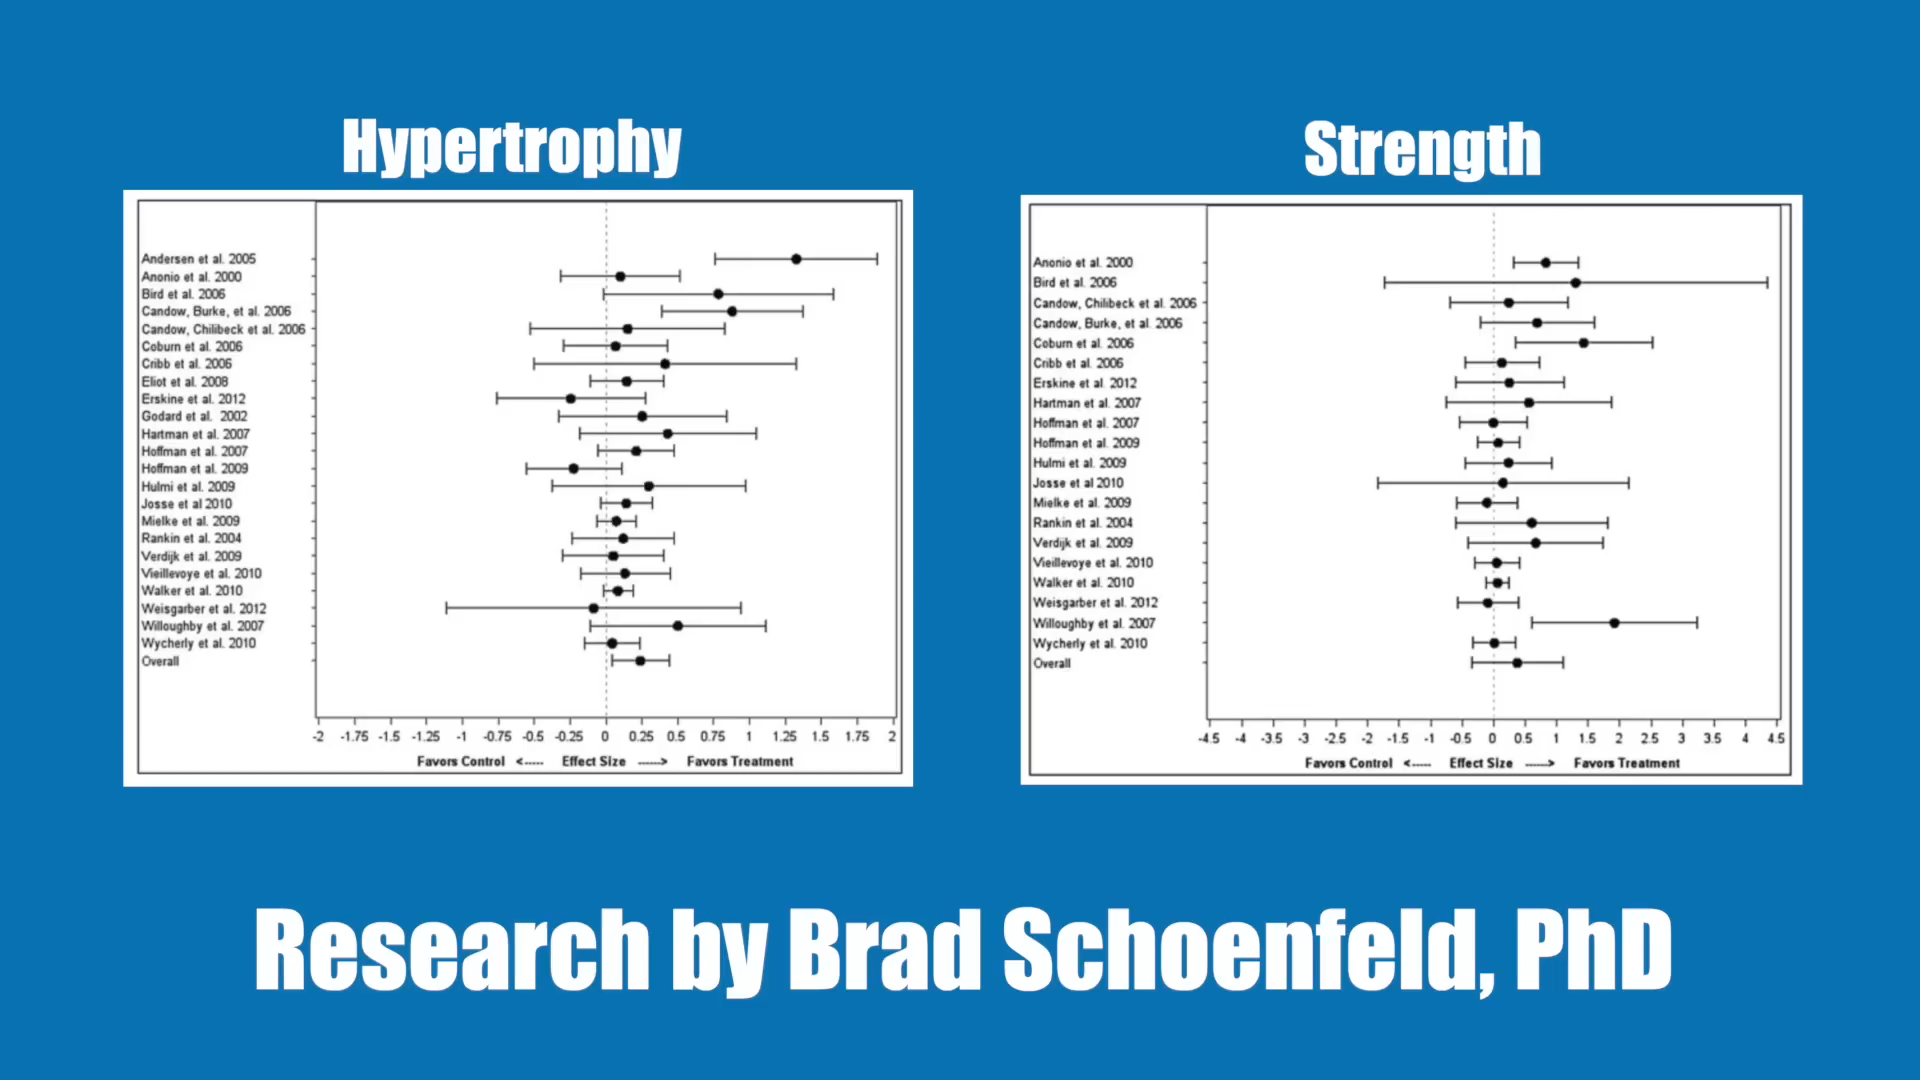 Hypertrophy
Andersen et al. 2005
Anonio et al. 2000
Bird et al. 2006
Candow, Burke, et al. 2006
Candow, Chilibeck et al. 2006
Coburn et al. 2006
Cribb et al. 2006
Eliot et al. 2008
Erskine et al. 2012
Godard et al. 2002
Hartman et al. 2007
Hoffman et al. 2007
Hoffman et al. 2009
Hulmi et al. 2009
Josse et al 2010
Mielke et al. 2009
Rankin et al. 2004
Verdijk et al. 2009
Vieillevoye et al. 2010
Walker et al. 2010
Weisgarber et al. 2012
Willoughby et al. 2007
Wycherly et al. 2010
Overall
-2 -1.75 -1.5 -1.25 -1 -0.75 -0.5 -0.25 0 0.25 0.5 0.75 1 1.25 1.5 1.75 2
Favors Control <----- Effect Size -----> Favors Treatment
Strength
Anonio et al. 2000
Bird et al. 2006
Candow, Chilibeck et al. 2006
Candow, Burke, et al. 2006
Coburn et al. 2006
Cribb et al. 2006
Erskine et al. 2012
Hartman et al. 2007
Hoffman et al. 2007
Hoffman et al. 2009
Hulmi et al. 2009
Josse et al 2010
Mielke et al. 2009
Rankin et al. 2004
Verdijk et al. 2009
Vieillevoye et al. 2010
Walker et al. 2010
Weisgarber et al. 2012
Willoughby et al. 2007
Wycherly et al. 2010
Overall
-4.5 -4 -3.5 -3 -2.5 -2 -1.5 -1 -0.5 0 0.5 1 1.5 2 2.5 3 3.5 4 4.5
Favors Control <----- Effect Size -----> Favors Treatment
Research by Brad Schoenfeld, PhD